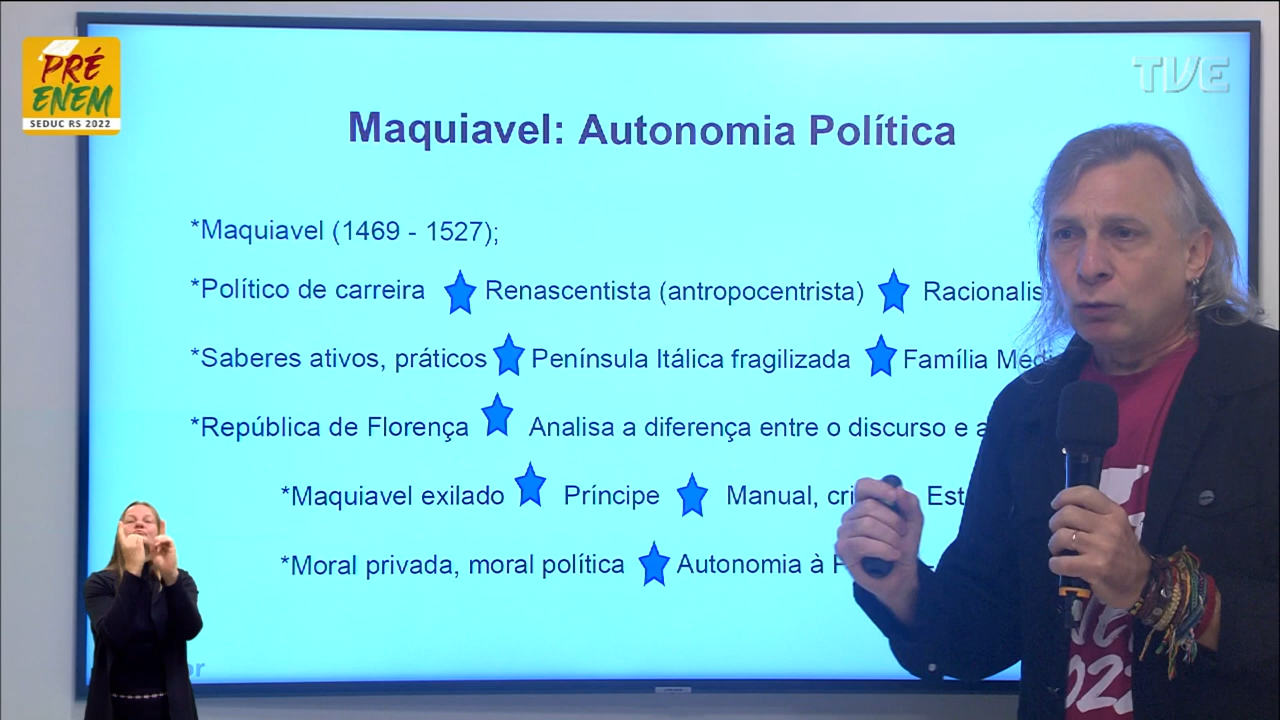 PRÉ
ENEM
SEDUC RS 2022
TVE
Maquiavel: Autonomia Política
*Maquiavel (1469 - 1527);
*Político de carreira Renascentista (antropocentrista) Racionalis
*Saberes ativos, práticos Península Itálica fragilizada Família Médi
*República de Florença Analisa a diferença entre o discurso e a
*Maquiavel exilado Príncipe Manual, cri Est
*Moral privada, moral política Autonomia à P
2022